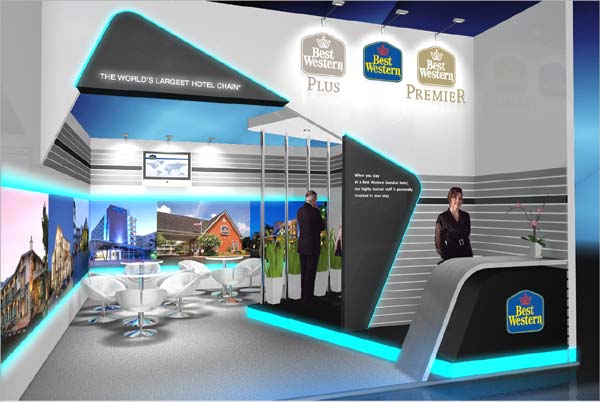 Best
Western
PLUS
Best
Western
Best
Western
PREMIER
THE WORLD'S LARGEST HOTEL CHAIN®
When you stay
at a Best Western branded hotel,
our highly trained staff is personally
invested in your stay
Best
Western